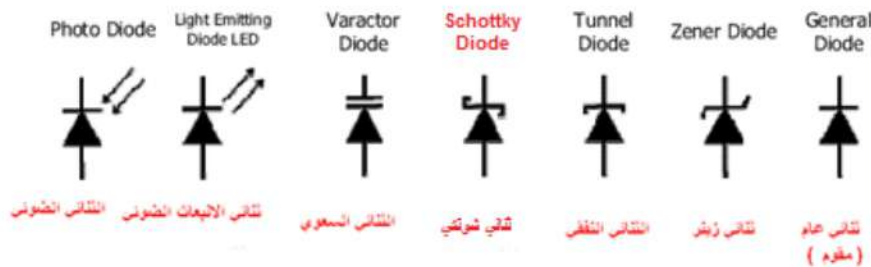 Photo Diode
Light Emitting
Diode LED
Varactor
Diode
Schottky
Diode
Tunnel
Diode
Zener Diode
General
Diode
الثنائي الضوئي
ثنائي الانبعاث الضوئي
الثنائي السعوي
ثنائي شوتكي
الثنائي النفقي
ثنائي زينر
ثنائي عام
( مقوم )